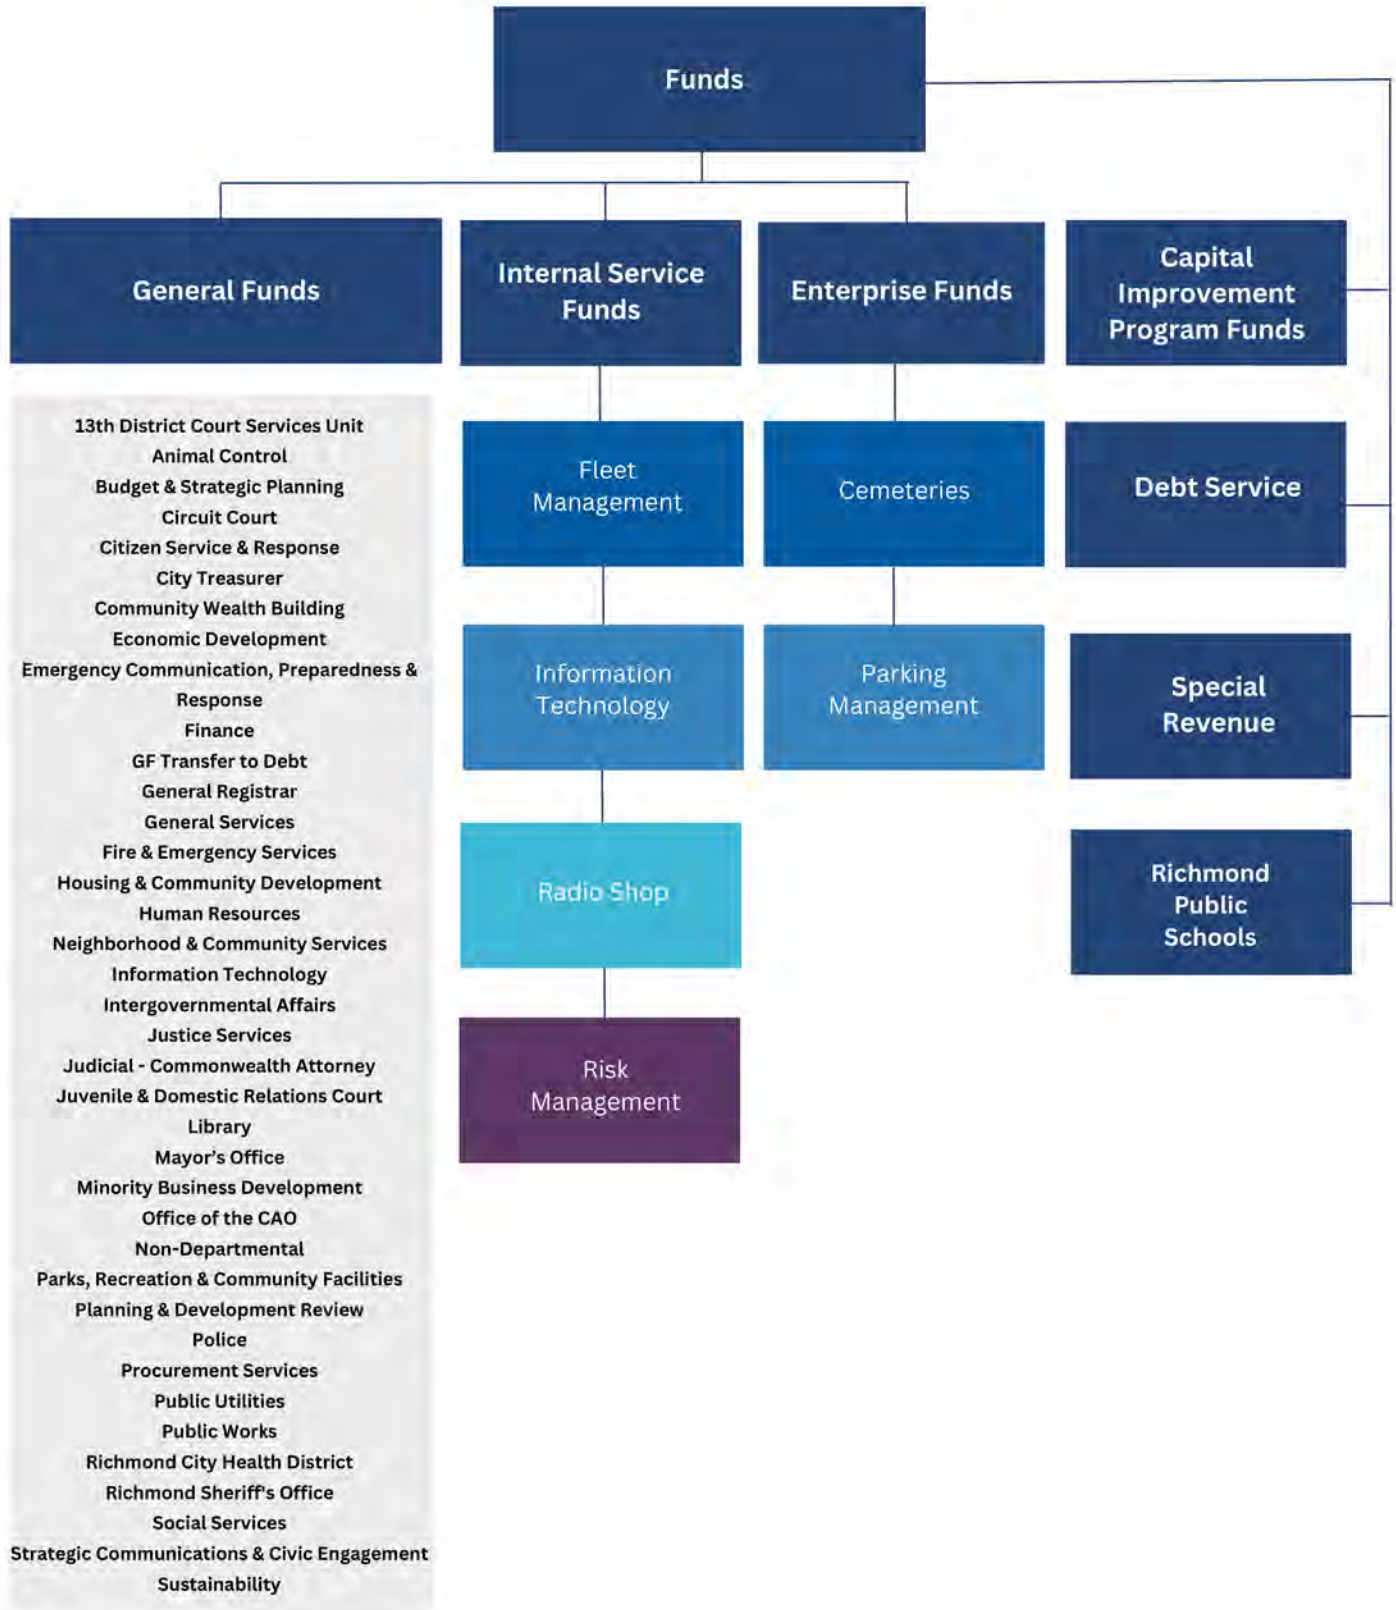 Funds
General Funds
13th District Court Services Unit
Animal Control
Budget & Strategic Planning
Circuit Court
Citizen Service & Response
City Treasurer
Community Wealth Building
Economic Development
Emergency Communication, Preparedness &
Response
Finance
GF Transfer to Debt
General Registrar
General Services
Fire & Emergency Services
Housing & Community Development
Human Resources
Neighborhood & Community Services
Information Technology
Intergovernmental Affairs
Justice Services
Judicial - Commonwealth Attorney
Juvenile & Domestic Relations Court
Library
Mayor's Office
Minority Business Development
Office of the CAO
Non-Departmental
Parks, Recreation & Community Facilities
Planning & Development Review
Police
Procurement Services
Public Utilities
Public Works
Richmond City Health District
Richmond Sheriff's Office
Social Services
Strategic Communications & Civic Engagement
Sustainability
Internal Service
Funds
Fleet
Management
Information
Technology
Radio Shop
Risk
Management
Enterprise Funds
Cemeteries
Parking
Management
Capital
Improvement
Program Funds
Debt Service
Special
Revenue
Richmond
Public
Schools